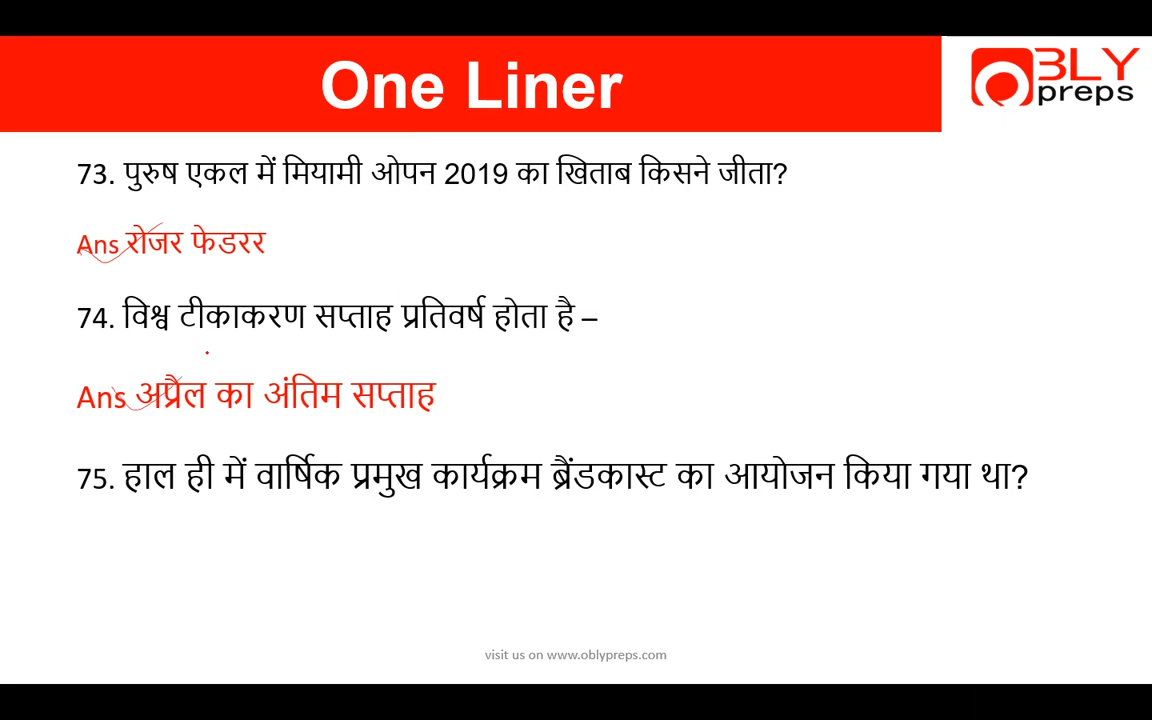 One Liner
OBLY
preps
73. पुरुष एकल में मियामी ओपन 2019 का खिताब किसने जीता?
Ans रोजर फेडरर
74. विश्व टीकाकरण सप्ताह प्रतिवर्ष होता है –
Ans अप्रैल का अंतिम सप्ताह
75. हाल ही में वार्षिक प्रमुख कार्यक्रम ब्रैंडकास्ट का आयोजन किया गया था?
visit us on www.oblypreps.com